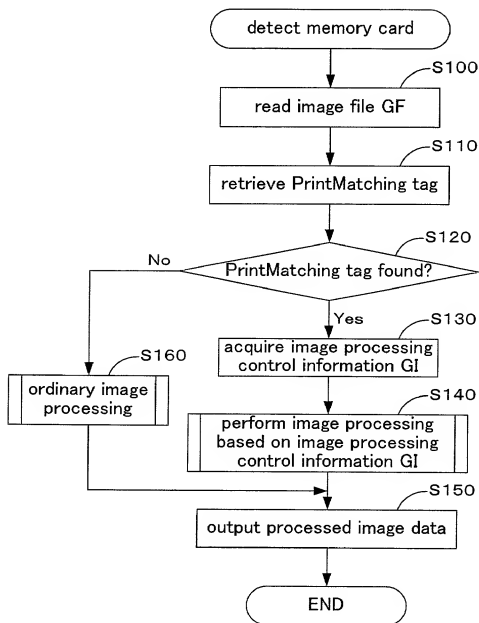 detect memory card
S100
read image file GF
S110
retrieve PrintMatching tag
S120
PrintMatching tag found?
No
Yes
S130
acquire image processing
control information GI
S160
ordinary image
processing
S140
perform image processing
based on image processing
control information GI
S150
output processed image data
END